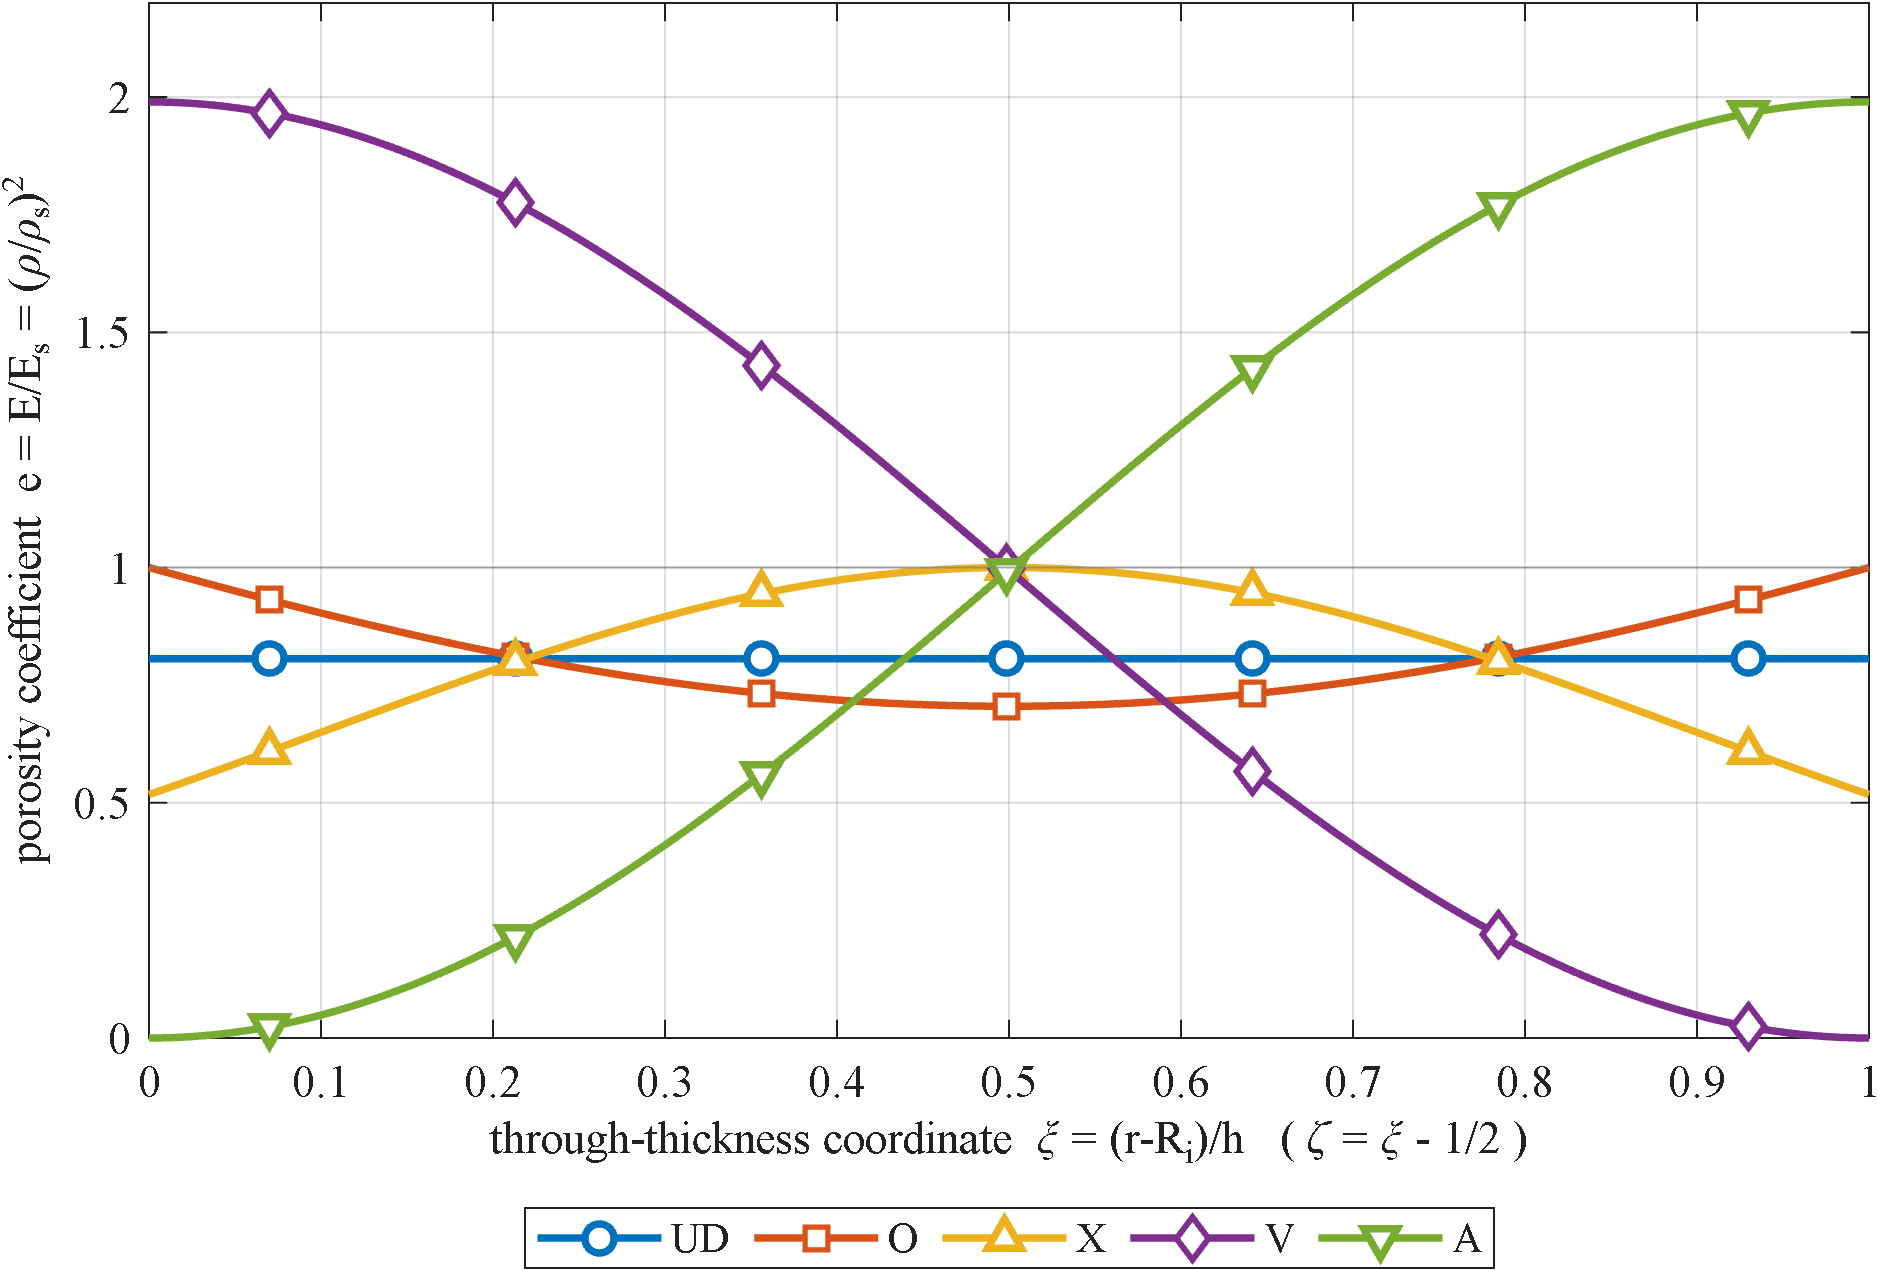 porosity coefficient e = E/Eₛ = (ρ/ρₛ)²
2
1.5
1
0.5
0
0 0.1 0.2 0.3 0.4 0.5 0.6 0.7 0.8 0.9 1
through-thickness coordinate ξ = (r-Rᵢ)/h ( ζ = ξ - 1/2 )
UD O X V A